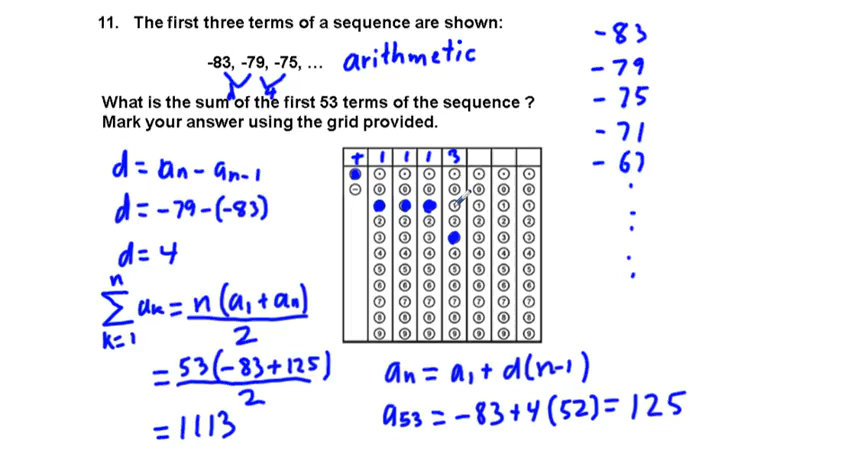 11. The first three terms of a sequence are shown:
-83, -79, -75, … arithmetic
4 4
What is the sum of the first 53 terms of the sequence ?
Mark your answer using the grid provided.
-83
-79
-75
-71
-67
d = an - an-1
d = -79 - (-83)
d = 4
n
∑ ak = n(a1 + an)
k=1 2
= 53(-83+125)
2
= 1113
+ 1 1 1 3
an = a1 + d(n-1)
a53 = -83+4(52) = 125